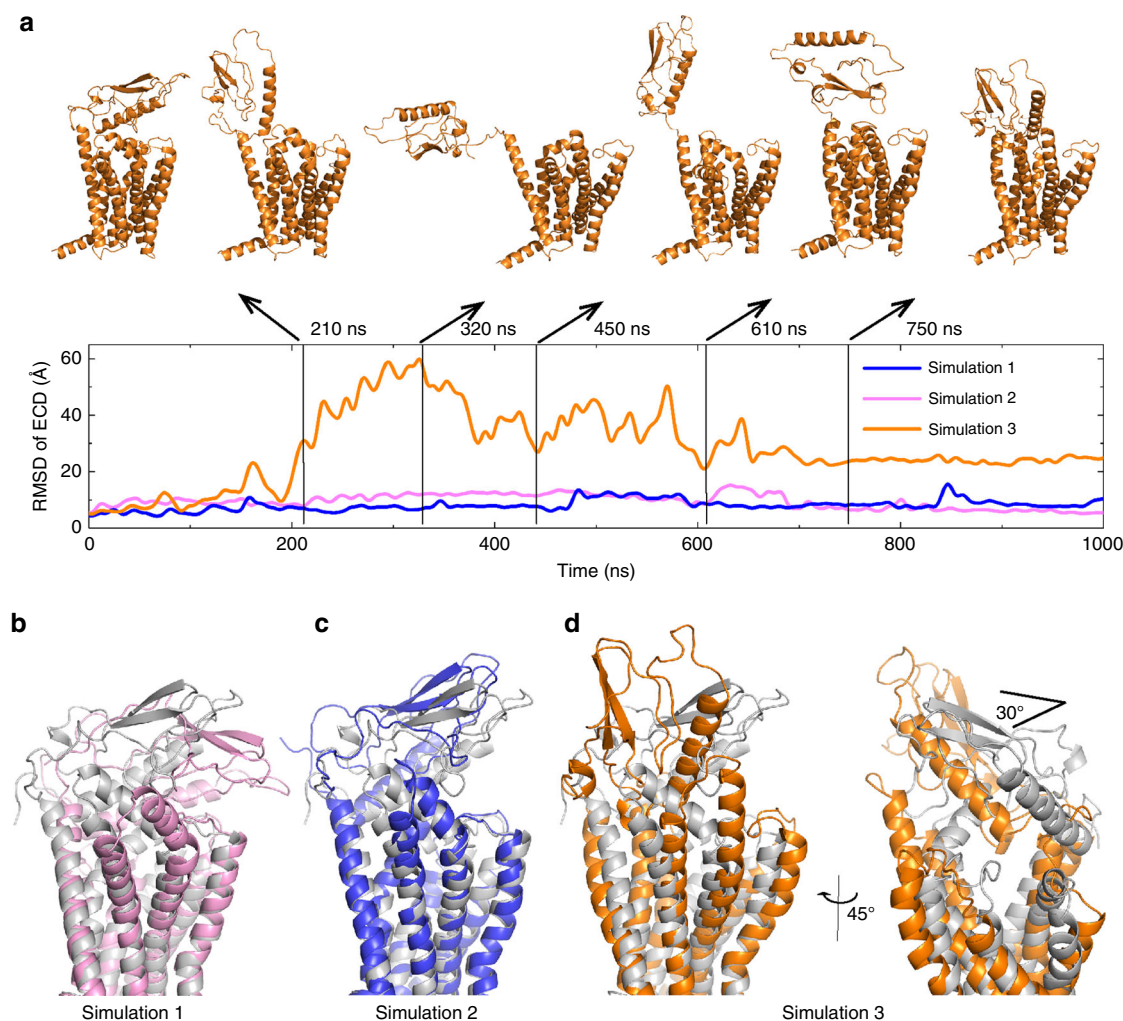 a
210 ns
320 ns
450 ns
610 ns
750 ns
RMSD of ECD (Å)
60
40
20
0
Simulation 1
Simulation 2
Simulation 3
0
200
400
600
800
1000
Time (ns)
b
c
d
30°
45°
Simulation 1
Simulation 2
Simulation 3